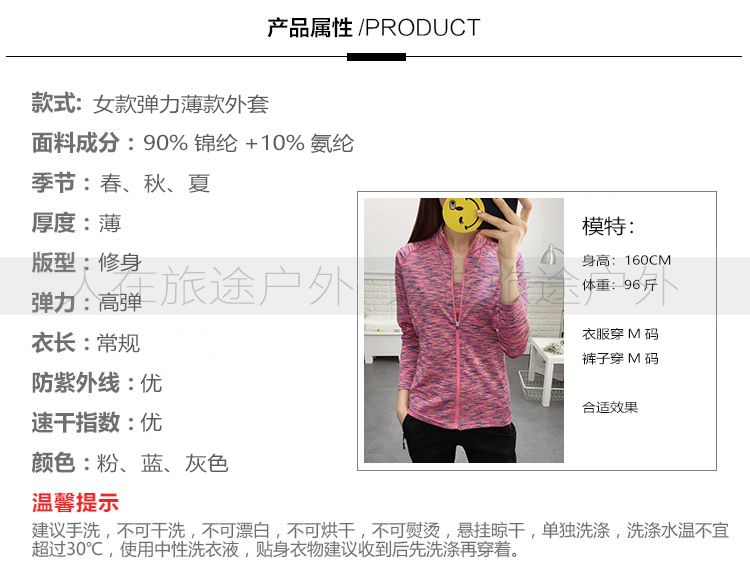 产品属性 /PRODUCT
款式: 女款弹力薄款外套
面料成分：90% 锦纶 +10% 氨纶
季节：春、秋、夏
厚度：薄
版型：修身
弹力：高弹
衣长：常规
防紫外线：优
速干指数：优
颜色：粉、蓝、灰色
模特：
身高：160CM
体重：96 斤
衣服穿 M 码
裤子穿 M 码
合适效果
人在旅途户外
旅途户外
温馨提示
建议手洗，不可干洗，不可漂白，不可烘干，不可熨烫，悬挂晾干，单独洗涤，洗涤水温不宜
超过30℃，使用中性洗衣液，贴身衣物建议收到后先洗涤再穿着。